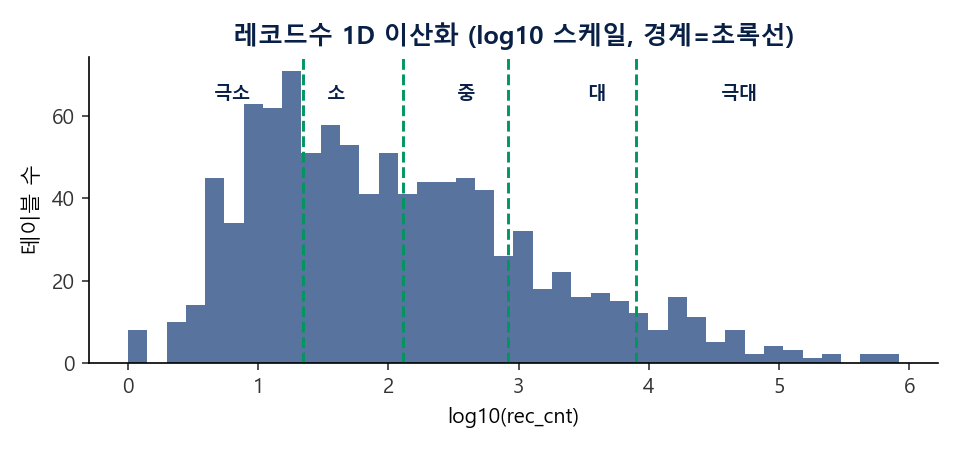 레코드수 1D 이산화 (log10 스케일, 경계=초록선)
극소 소 중 대 극대
테이블 수
60
40
20
0
0 1 2 3 4 5 6
log10(rec_cnt)